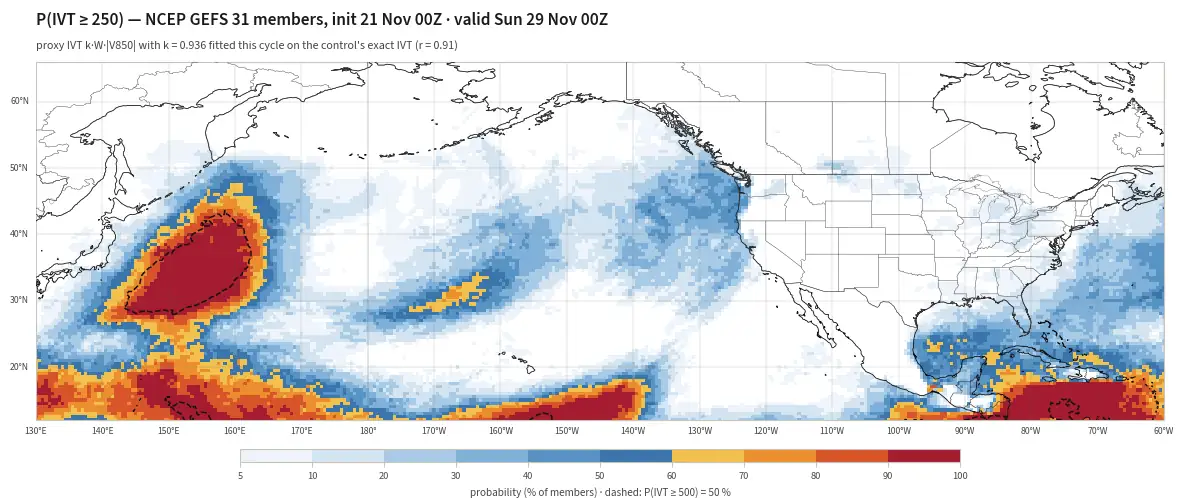 P(IVT ≥ 250) — NCEP GEFS 31 members, init 21 Nov 00Z · valid Sun 29 Nov 00Z
proxy IVT k·W·|V850| with k = 0.936 fitted this cycle on the control's exact IVT (r = 0.91)
60°N
50°N
40°N
30°N
20°N
130°E 140°E 150°E 160°E 170°E 180° 170°W 160°W 150°W 140°W 130°W 120°W 110°W 100°W 90°W 80°W 70°W 60°W
5 10 20 30 40 50 60 70 80 90 100
probability (% of members) · dashed: P(IVT ≥ 500) = 50 %